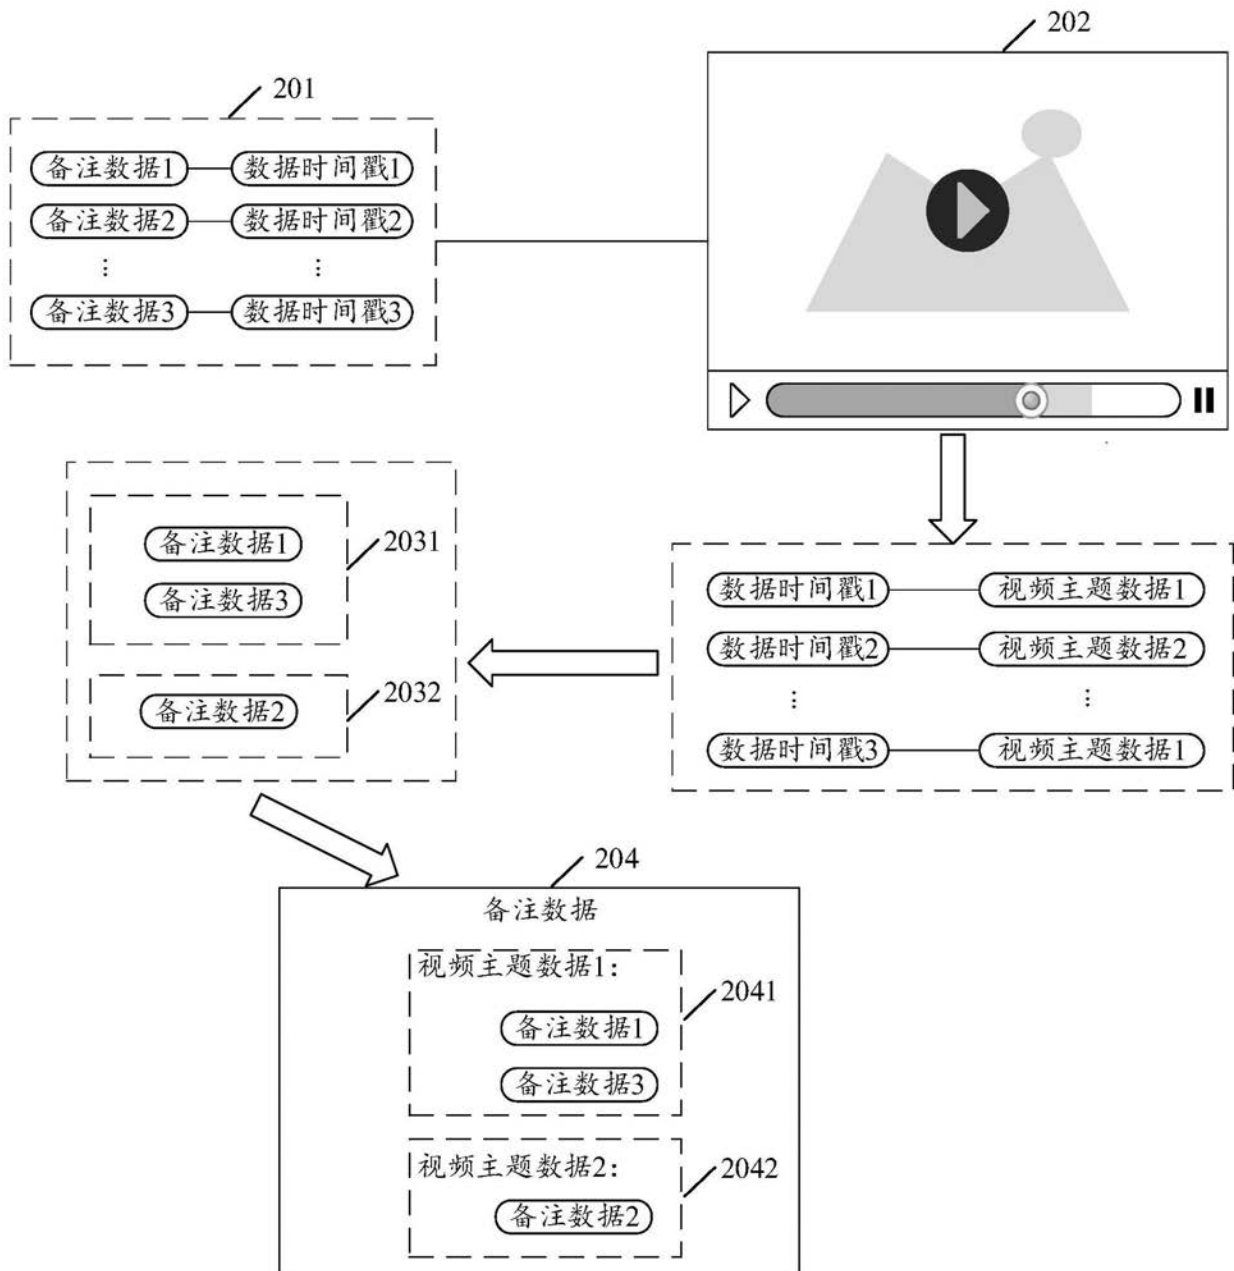 202
201
备注数据1 数据时间戳1
备注数据2 数据时间戳2
⋮ ⋮
备注数据3 数据时间戳3
备注数据1
备注数据3
2031
备注数据2
2032
数据时间戳1 视频主题数据1
数据时间戳2 视频主题数据2
⋮ ⋮
数据时间戳3 视频主题数据1
204
备注数据
视频主题数据1:
备注数据1
备注数据3
2041
视频主题数据2:
备注数据2
2042